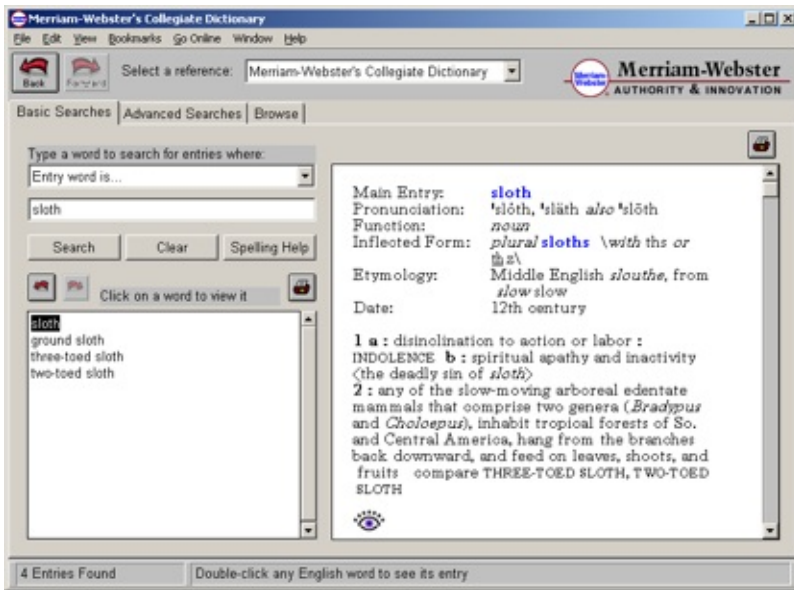 Merriam-Webster's Collegiate Dictionary
File Edit View Bookmarks Go Online Window Help
Back Forward Select a reference: Merriam-Webster's Collegiate Dictionary
Merriam-Webster
AUTHORITY & INNOVATION
Basic Searches Advanced Searches Browse
Type a word to search for entries where:
Entry word is...
sloth
Search Clear Spelling Help
Click on a word to view it
sloth
ground sloth
three-toed sloth
two-toed sloth
Main Entry: sloth
Pronunciation: 'slȯth, 'släth also 'slōth
Function: noun
Inflected Form: plural sloths \with ths or
th z\
Etymology: Middle English slouthe, from
slow slow
Date: 12th century
1 a : disinclination to action or labor :
INDOLENCE b : spiritual apathy and inactivity
⟨the deadly sin of sloth⟩
2 : any of the slow-moving arboreal edentate
mammals that comprise two genera (Bradypus
and Choloepus), inhabit tropical forests of So.
and Central America, hang from the branches
back downward, and feed on leaves, shoots, and
fruits compare THREE-TOED SLOTH, TWO-TOED
SLOTH
4 Entries Found Double-click any English word to see its entry